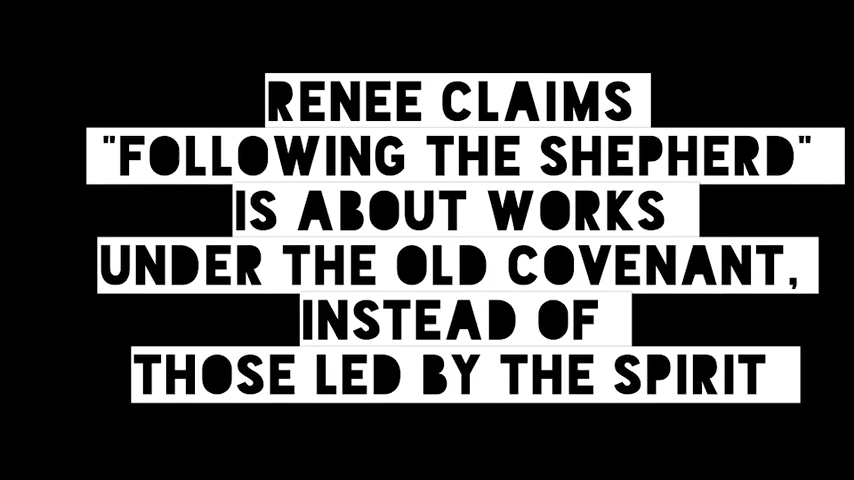 RENEE CLAIMS
"FOLLOWING THE SHEPHERD"
IS ABOUT WORKS
UNDER THE OLD COVENANT,
INSTEAD OF
THOSE LED BY THE SPIRIT